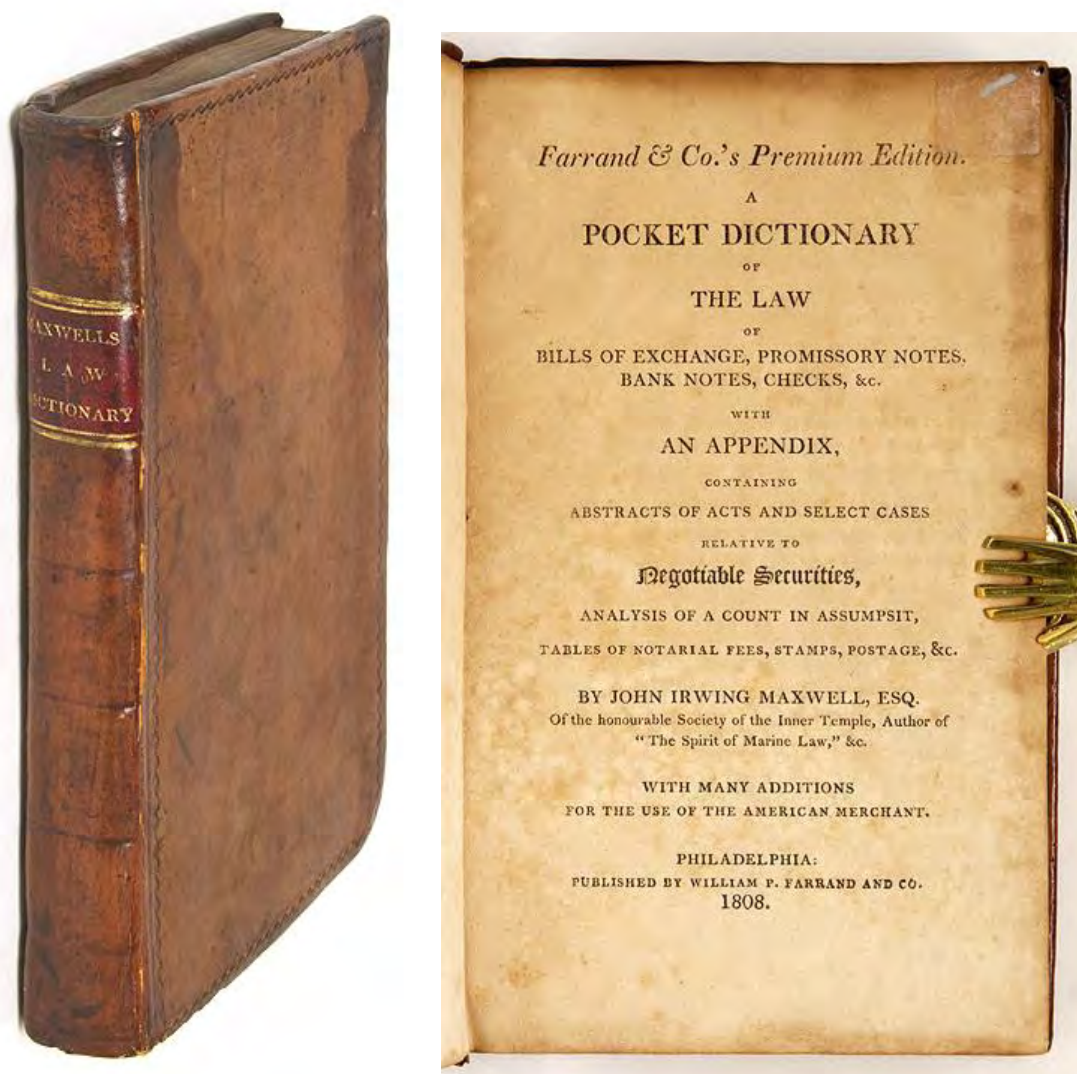 MAXWELLS
LAW
DICTIONARY
Farrand & Co.'s Premium Edition.
A
POCKET DICTIONARY
OF
THE LAW
OF
BILLS OF EXCHANGE, PROMISSORY NOTES,
BANK NOTES, CHECKS, &c.
WITH
AN APPENDIX,
CONTAINING
ABSTRACTS OF ACTS AND SELECT CASES
RELATIVE TO
Negotiable Securities,
ANALYSIS OF A COUNT IN ASSUMPSIT,
TABLES OF NOTARIAL FEES, STAMPS, POSTAGE, &c.
BY JOHN IRWING MAXWELL, ESQ.
Of the honourable Society of the Inner Temple, Author of
"The Spirit of Marine Law," &c.
WITH MANY ADDITIONS
FOR THE USE OF THE AMERICAN MERCHANT.
PHILADELPHIA:
PUBLISHED BY WILLIAM P. FARRAND AND CO.
1808.